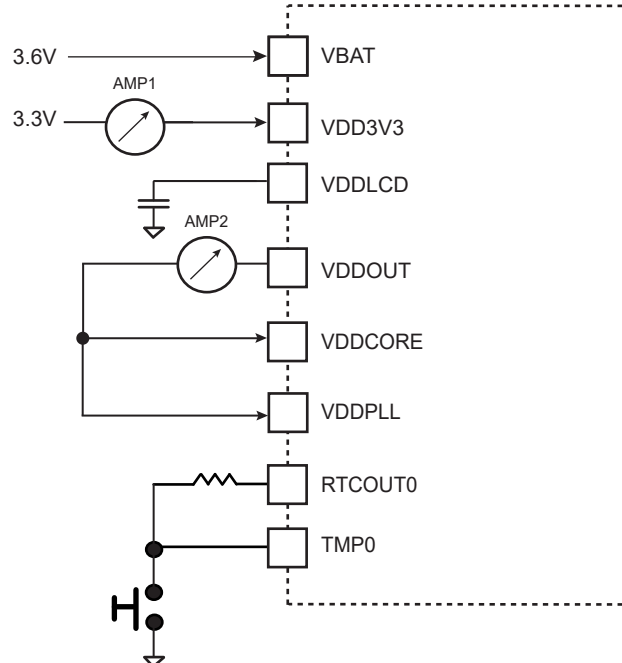 3.6V
VBAT
AMP1
3.3V
VDD3V3
VDDLCD
AMP2
VDDOUT
VDDCORE
VDDPLL
RTCOUT0
TMP0